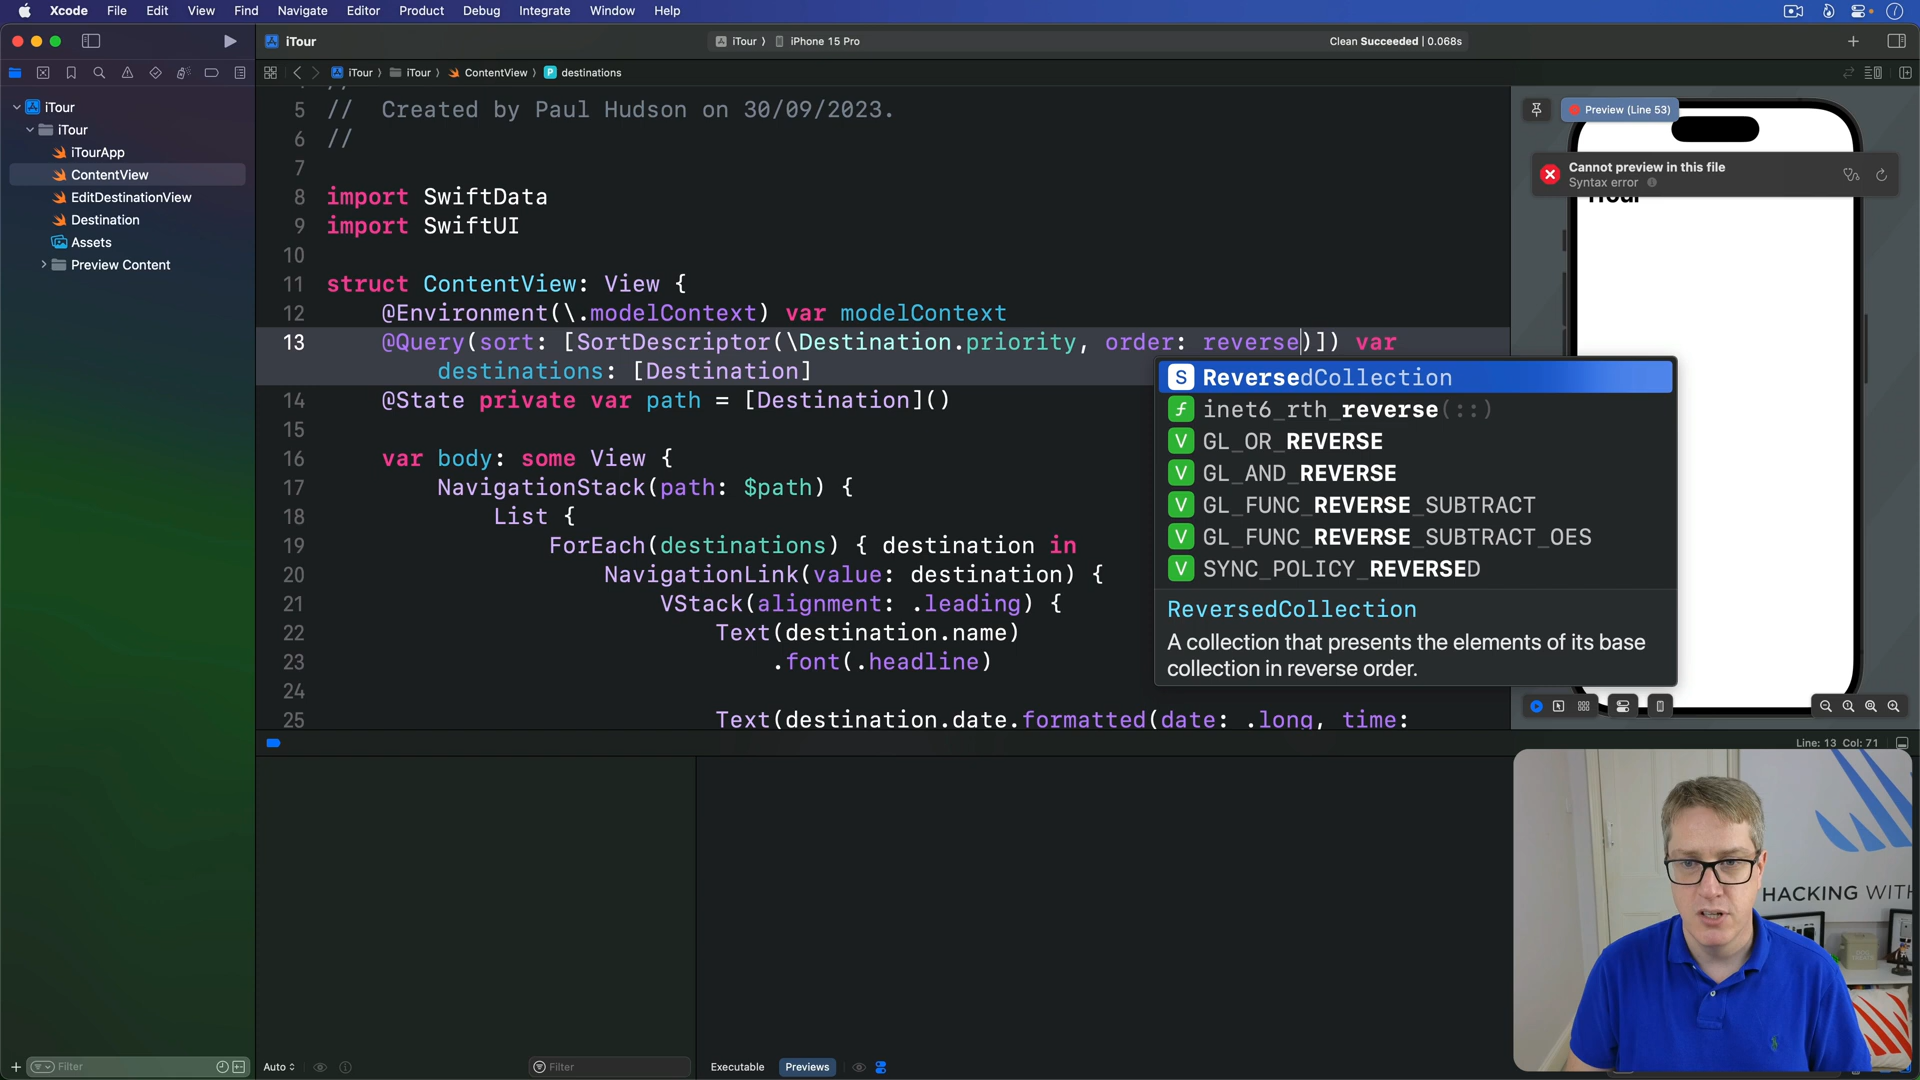 Xcode File Edit View Find Navigate Editor Product Debug Integrate Window Help
iTour
iTour ⟩ iPhone 15 Pro
Clean Succeeded | 0.068s
iTour ⟩ iTour ⟩ ContentView ⟩ P destinations
iTour
iTour
iTourApp
ContentView
EditDestinationView
Destination
Assets
Preview Content
5 //  Created by Paul Hudson on 30/09/2023.
6 //
7
8 import SwiftData
9 import SwiftUI
10
11 struct ContentView: View {
12 @Environment(\.modelContext) var modelContext
13 @Query(sort: [SortDescriptor(\Destination.priority, order: reverse)]) var
destinations: [Destination]
14 @State private var path = [Destination]()
15
16 var body: some View {
17 NavigationStack(path: $path) {
18 List {
19 ForEach(destinations) { destination in
20 NavigationLink(value: destination) {
21 VStack(alignment: .leading) {
22 Text(destination.name)
23 .font(.headline)
24
25 Text(destination.date.formatted(date: .long, time:
S ReversedCollection
f inet6_rth_reverse(::)
V GL_OR_REVERSE
V GL_AND_REVERSE
V GL_FUNC_REVERSE_SUBTRACT
V GL_FUNC_REVERSE_SUBTRACT_OES
V SYNC_POLICY_REVERSED
ReversedCollection
A collection that presents the elements of its base
collection in reverse order.
Preview (Line 53)
Cannot preview in this file
Syntax error
iTour
Line: 13 Col: 71
HACKING WITH
Filter
Auto
Filter
Executable Previews